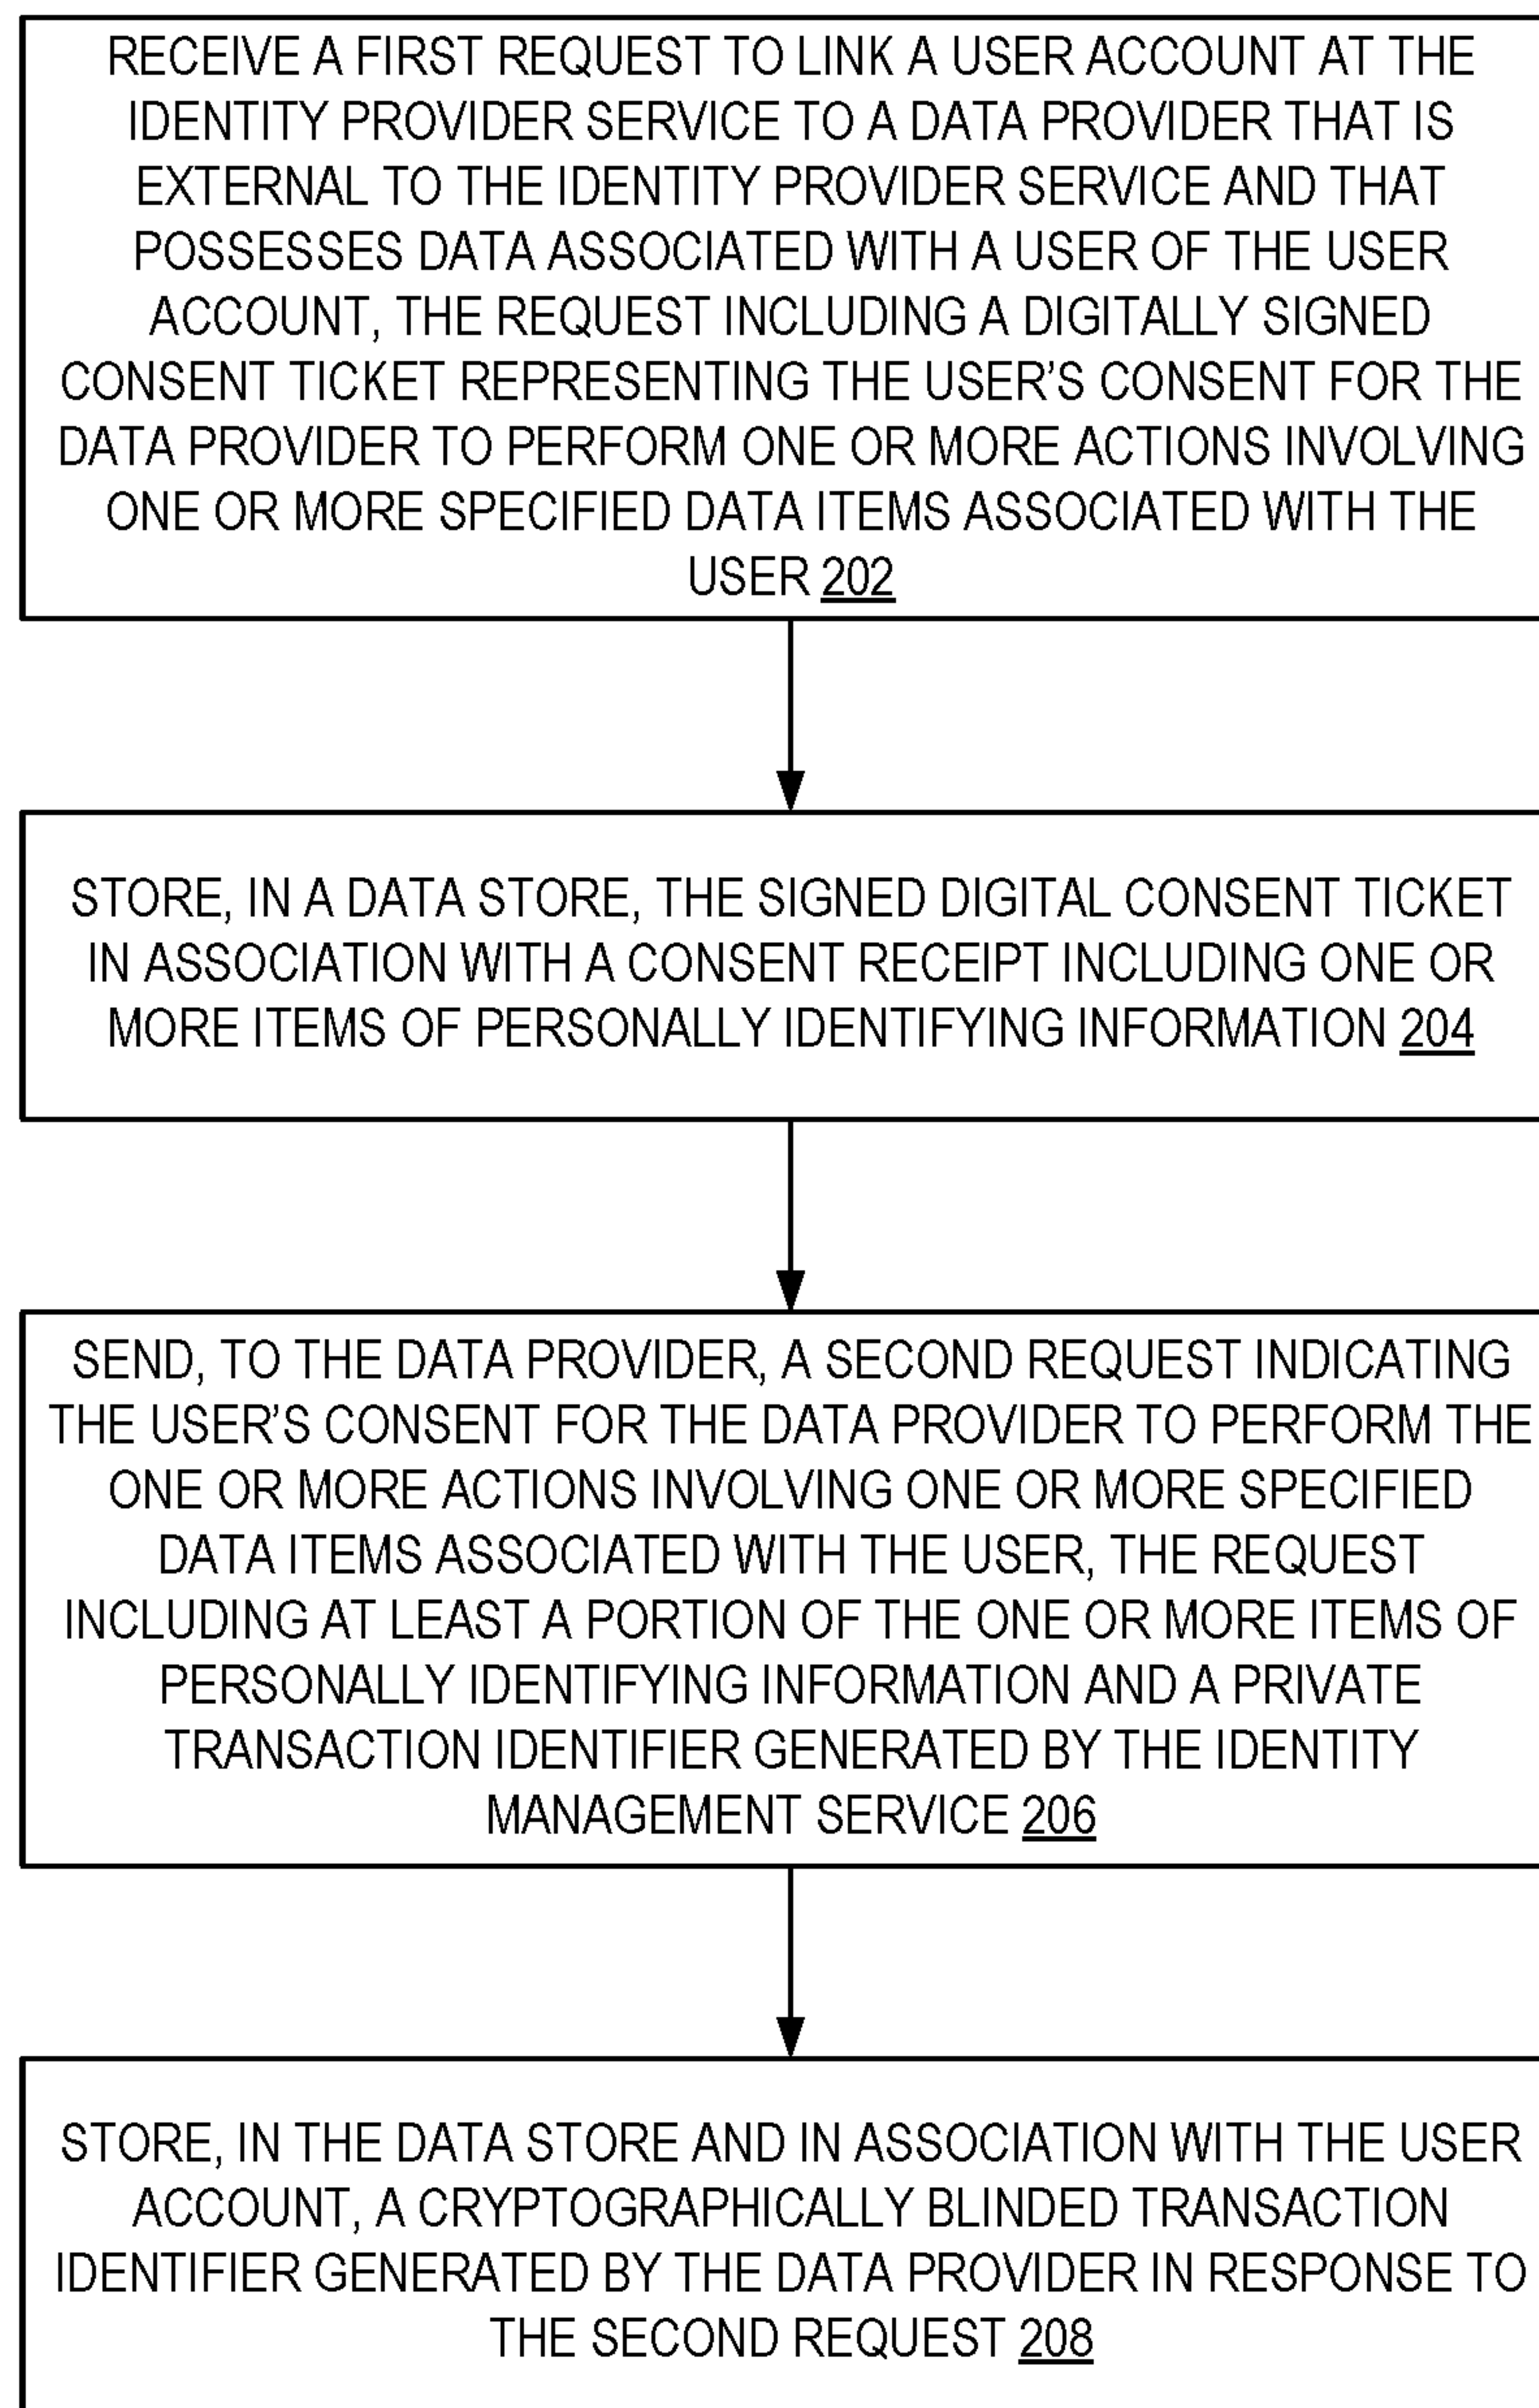 RECEIVE A FIRST REQUEST TO LINK A USER ACCOUNT AT THE
IDENTITY PROVIDER SERVICE TO A DATA PROVIDER THAT IS
EXTERNAL TO THE IDENTITY PROVIDER SERVICE AND THAT
POSSESSES DATA ASSOCIATED WITH A USER OF THE USER
ACCOUNT, THE REQUEST INCLUDING A DIGITALLY SIGNED
CONSENT TICKET REPRESENTING THE USER’S CONSENT FOR THE
DATA PROVIDER TO PERFORM ONE OR MORE ACTIONS INVOLVING
ONE OR MORE SPECIFIED DATA ITEMS ASSOCIATED WITH THE
USER 202
STORE, IN A DATA STORE, THE SIGNED DIGITAL CONSENT TICKET
IN ASSOCIATION WITH A CONSENT RECEIPT INCLUDING ONE OR
MORE ITEMS OF PERSONALLY IDENTIFYING INFORMATION 204
SEND, TO THE DATA PROVIDER, A SECOND REQUEST INDICATING
THE USER’S CONSENT FOR THE DATA PROVIDER TO PERFORM THE
ONE OR MORE ACTIONS INVOLVING ONE OR MORE SPECIFIED
DATA ITEMS ASSOCIATED WITH THE USER, THE REQUEST
INCLUDING AT LEAST A PORTION OF THE ONE OR MORE ITEMS OF
PERSONALLY IDENTIFYING INFORMATION AND A PRIVATE
TRANSACTION IDENTIFIER GENERATED BY THE IDENTITY
MANAGEMENT SERVICE 206
STORE, IN THE DATA STORE AND IN ASSOCIATION WITH THE USER
ACCOUNT, A CRYPTOGRAPHICALLY BLINDED TRANSACTION
IDENTIFIER GENERATED BY THE DATA PROVIDER IN RESPONSE TO
THE SECOND REQUEST 208